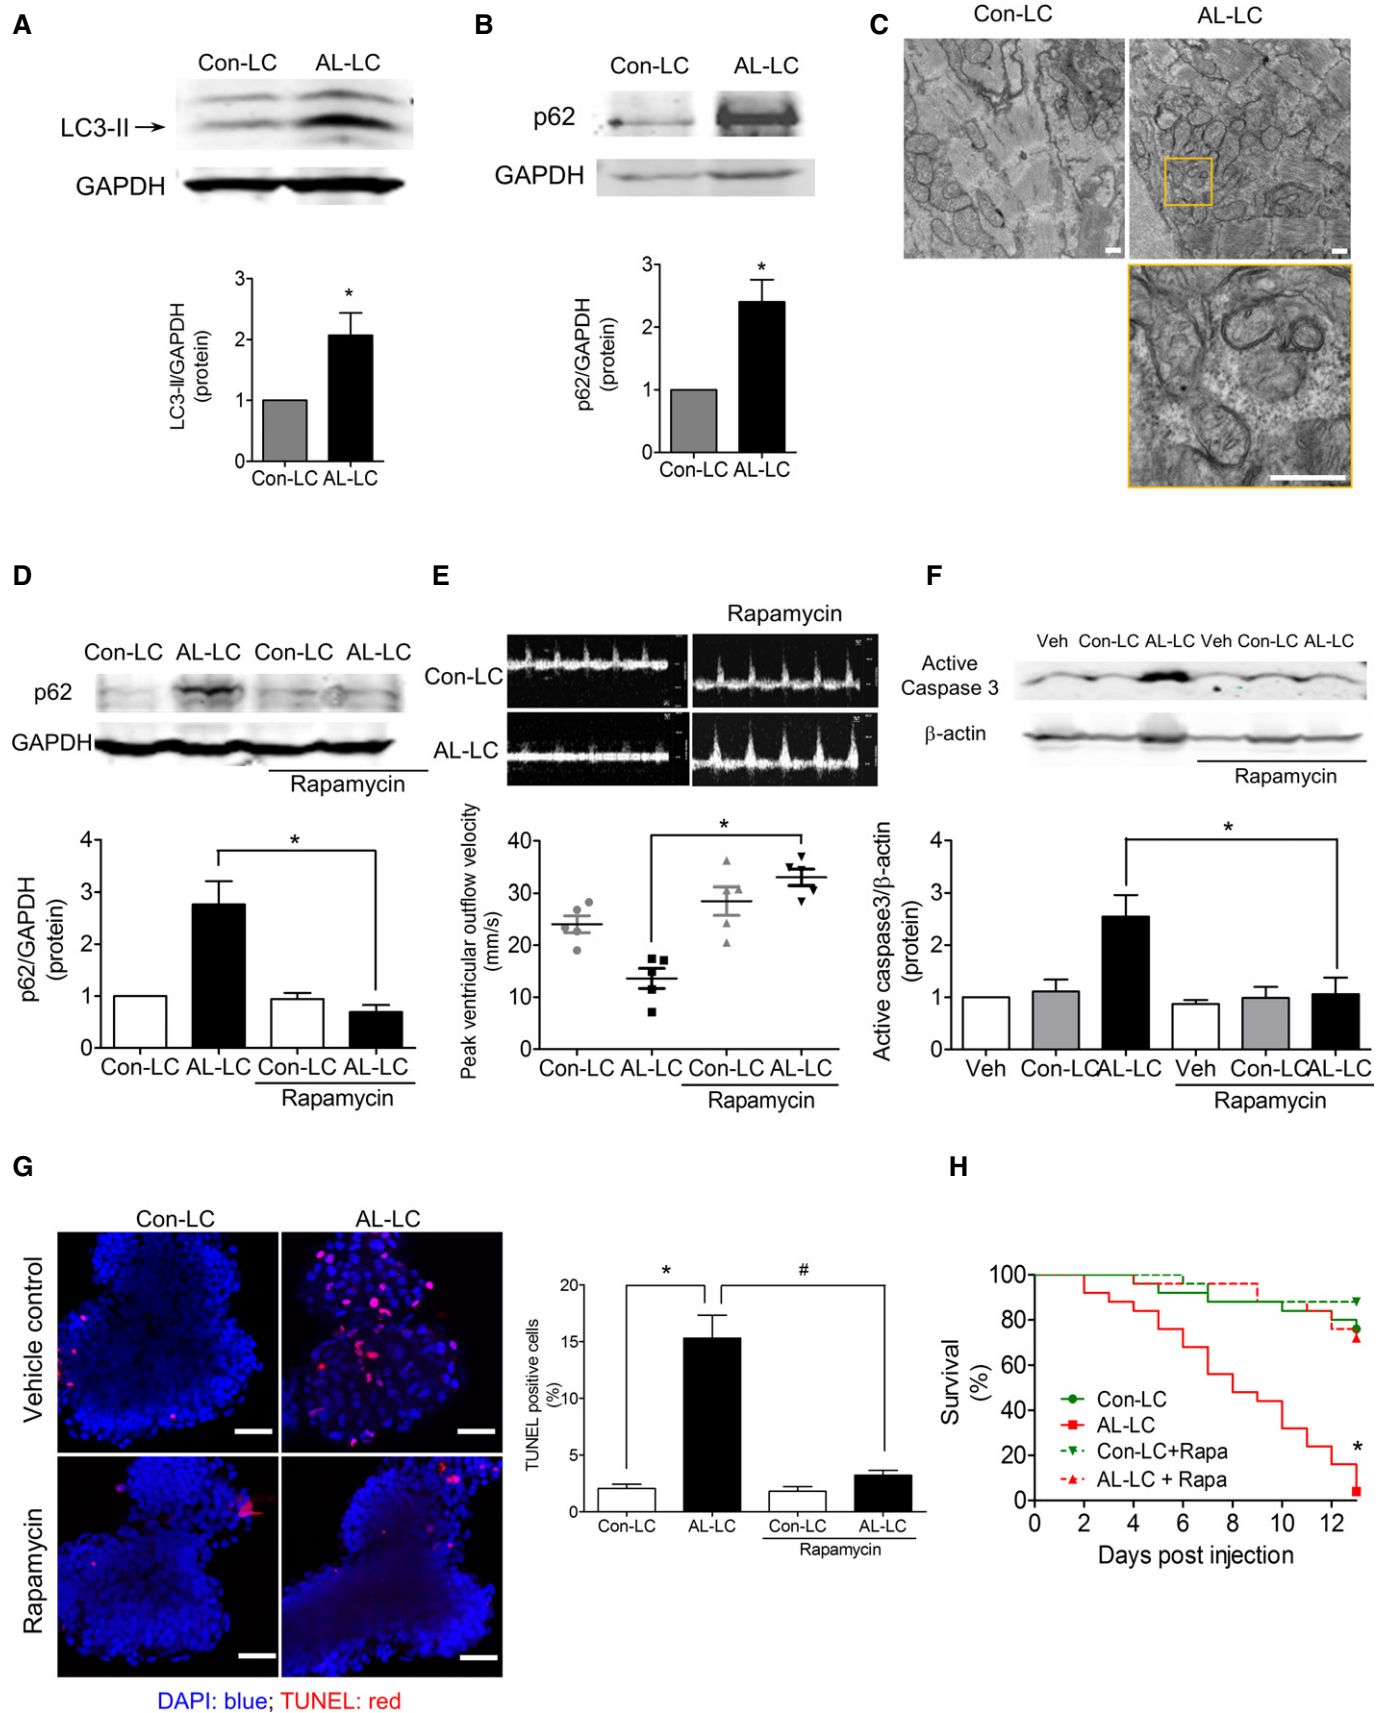 A
Con-LC AL-LC
LC3-II →
GAPDH
3
2
1
0
LC3-II/GAPDH
(protein)
*
Con-LC AL-LC
B
Con-LC AL-LC
p62
GAPDH
3
2
1
0
p62/GAPDH
(protein)
*
Con-LC AL-LC
C
Con-LC AL-LC
D
Con-LC AL-LC Con-LC AL-LC
p62
GAPDH
Rapamycin
4
3
2
1
0
p62/GAPDH
(protein)
*
Con-LC AL-LC Con-LC AL-LC
Rapamycin
E
Rapamycin
Con-LC
AL-LC
40
30
20
10
0
Peak ventricular outflow velocity
(mm/s)
*
Con-LC AL-LC Con-LC AL-LC
Rapamycin
F
Veh Con-LC AL-LC Veh Con-LC AL-LC
Active
Caspase 3
β-actin
Rapamycin
4
3
2
1
0
Active caspase3/β-actin
(protein)
*
Veh Con-LC AL-LC Veh Con-LC AL-LC
Rapamycin
G
Con-LC AL-LC
Vehicle control
Rapamycin
DAPI: blue; TUNEL: red
20
15
10
5
0
TUNEL positive cells
(%)
* #
Con-LC AL-LC Con-LC AL-LC
Rapamycin
H
100
80
60
40
20
0
Survival
(%)
Con-LC
AL-LC
Con-LC+Rapa
AL-LC + Rapa
*
0 2 4 6 8 10 12
Days post injection